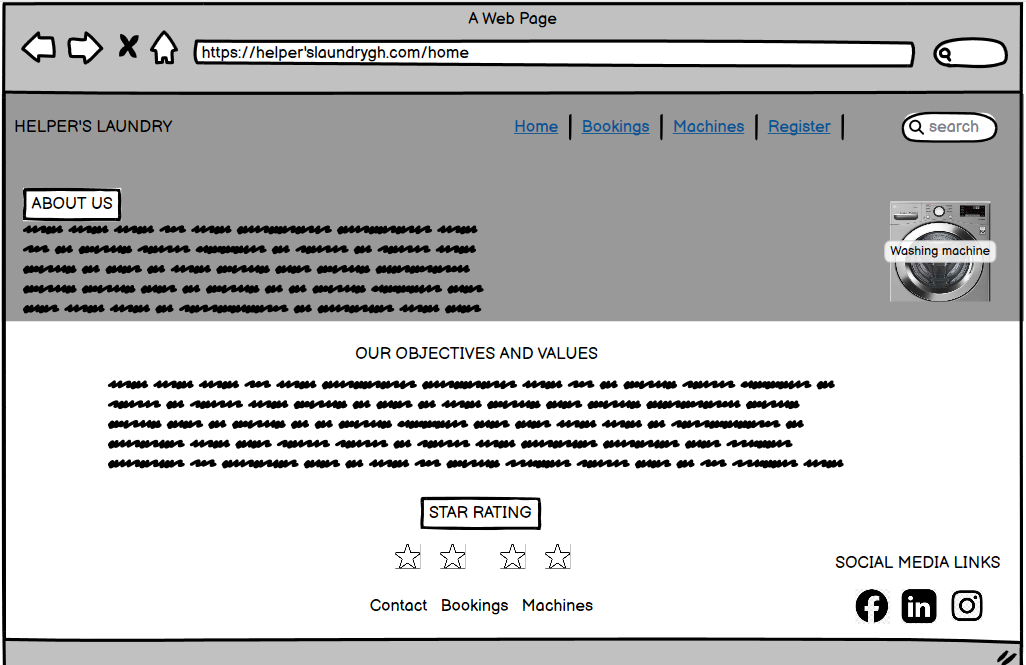 A Web Page
https://helper'slaundrygh.com/home
HELPER'S LAUNDRY
Home Bookings Machines Register
search
ABOUT US
Washing machine
OUR OBJECTIVES AND VALUES
STAR RATING
SOCIAL MEDIA LINKS
Contact Bookings Machines